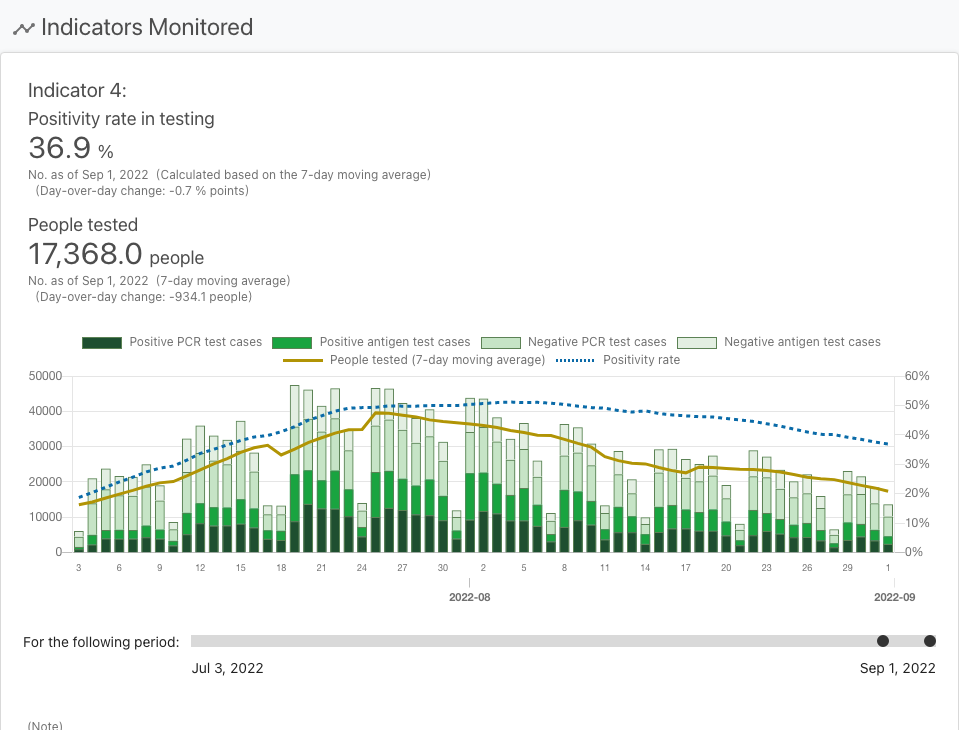 Indicators Monitored
Indicator 4:
Positivity rate in testing
36.9 %
No. as of Sep 1, 2022 (Calculated based on the 7-day moving average)
(Day-over-day change: -0.7 % points)
People tested
17,368.0 people
No. as of Sep 1, 2022 (7-day moving average)
(Day-over-day change: -934.1 people)
Positive PCR test cases Positive antigen test cases Negative PCR test cases Negative antigen test cases
People tested (7-day moving average) Positivity rate
50000 60%
40000 50%
30000 40%
20000 30%
10000 20%
0 10%
0%
3 6 9 12 15 18 21 24 27 30 2 5 8 11 14 17 20 23 26 29 1
2022-08 2022-09
For the following period:
Jul 3, 2022 Sep 1, 2022
(Note)